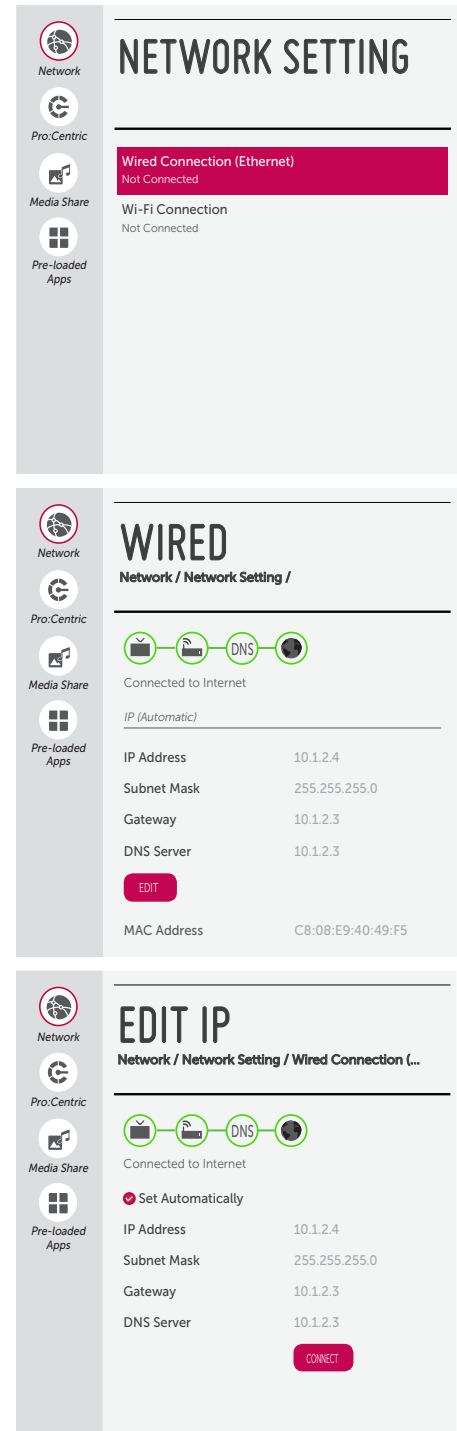 Network
Pro:Centric
Media Share
Pre-loaded
Apps
NETWORK SETTING
Wired Connection (Ethernet)
Not Connected
Wi-Fi Connection
Not Connected
Network
Pro:Centric
Media Share
Pre-loaded
Apps
WIRED
Network / Network Setting /
DNS
Connected to Internet
IP (Automatic)
IP Address 10.1.2.4
Subnet Mask 255.255.255.0
Gateway 10.1.2.3
DNS Server 10.1.2.3
EDIT
MAC Address C8:08:E9:40:49:F5
Network
Pro:Centric
Media Share
Pre-loaded
Apps
EDIT IP
Network / Network Setting / Wired Connection (...
DNS
Connected to Internet
Set Automatically
IP Address 10.1.2.4
Subnet Mask 255.255.255.0
Gateway 10.1.2.3
DNS Server 10.1.2.3
CONNECT